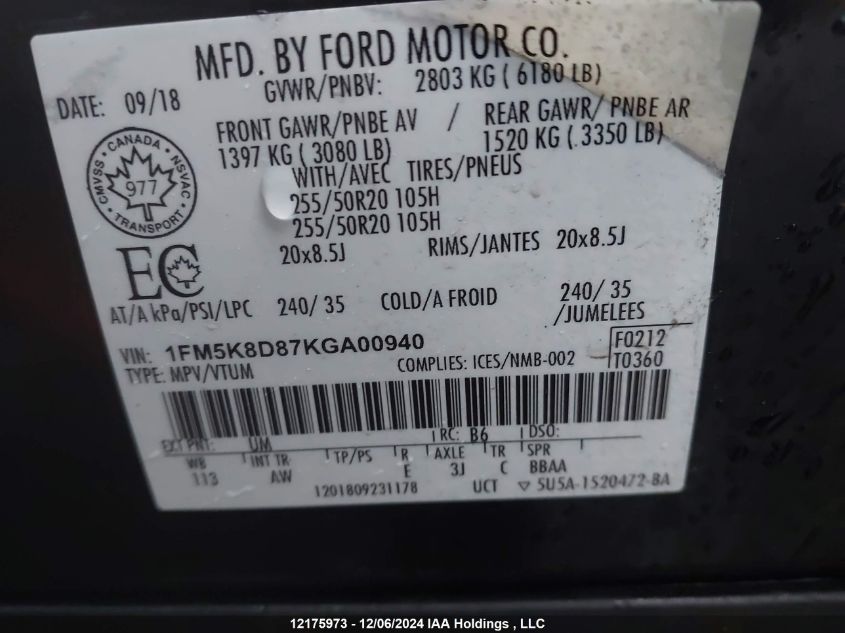 MFD. BY FORD MOTOR CO.
DATE: 09/18
GVWR/PNBV: 2803 KG ( 6180 LB)
FRONT GAWR/PNBE AV / REAR GAWR/ PNBE AR
1397 KG ( 3080 LB) 1520 KG ( 3350 LB)
WITH/AVEC TIRES/PNEUS
255/50R20 105H
255/50R20 105H
20x8.5J RIMS/JANTES 20x8.5J
CMVSS • CANADA • NSVAC • TRANSPORT •
977
EC
AT/A kPa/PSI/LPC 240/ 35 COLD/A FROID 240/ 35
/JUMELEES
VIN: 1FM5K8D87KGA00940
F0212
TYPE: MPV/VTUM COMPLIES: ICES/NMB-002 T0360
EXT PNT: UM RC: B6 DSO:
WB INT TR TP/PS R AXLE TR SPR
113 AW E 3J C BBAA
1201809231178 UCT ▽ 5U5A-1520472-BA
12175973 - 12/06/2024 IAA Holdings , LLC